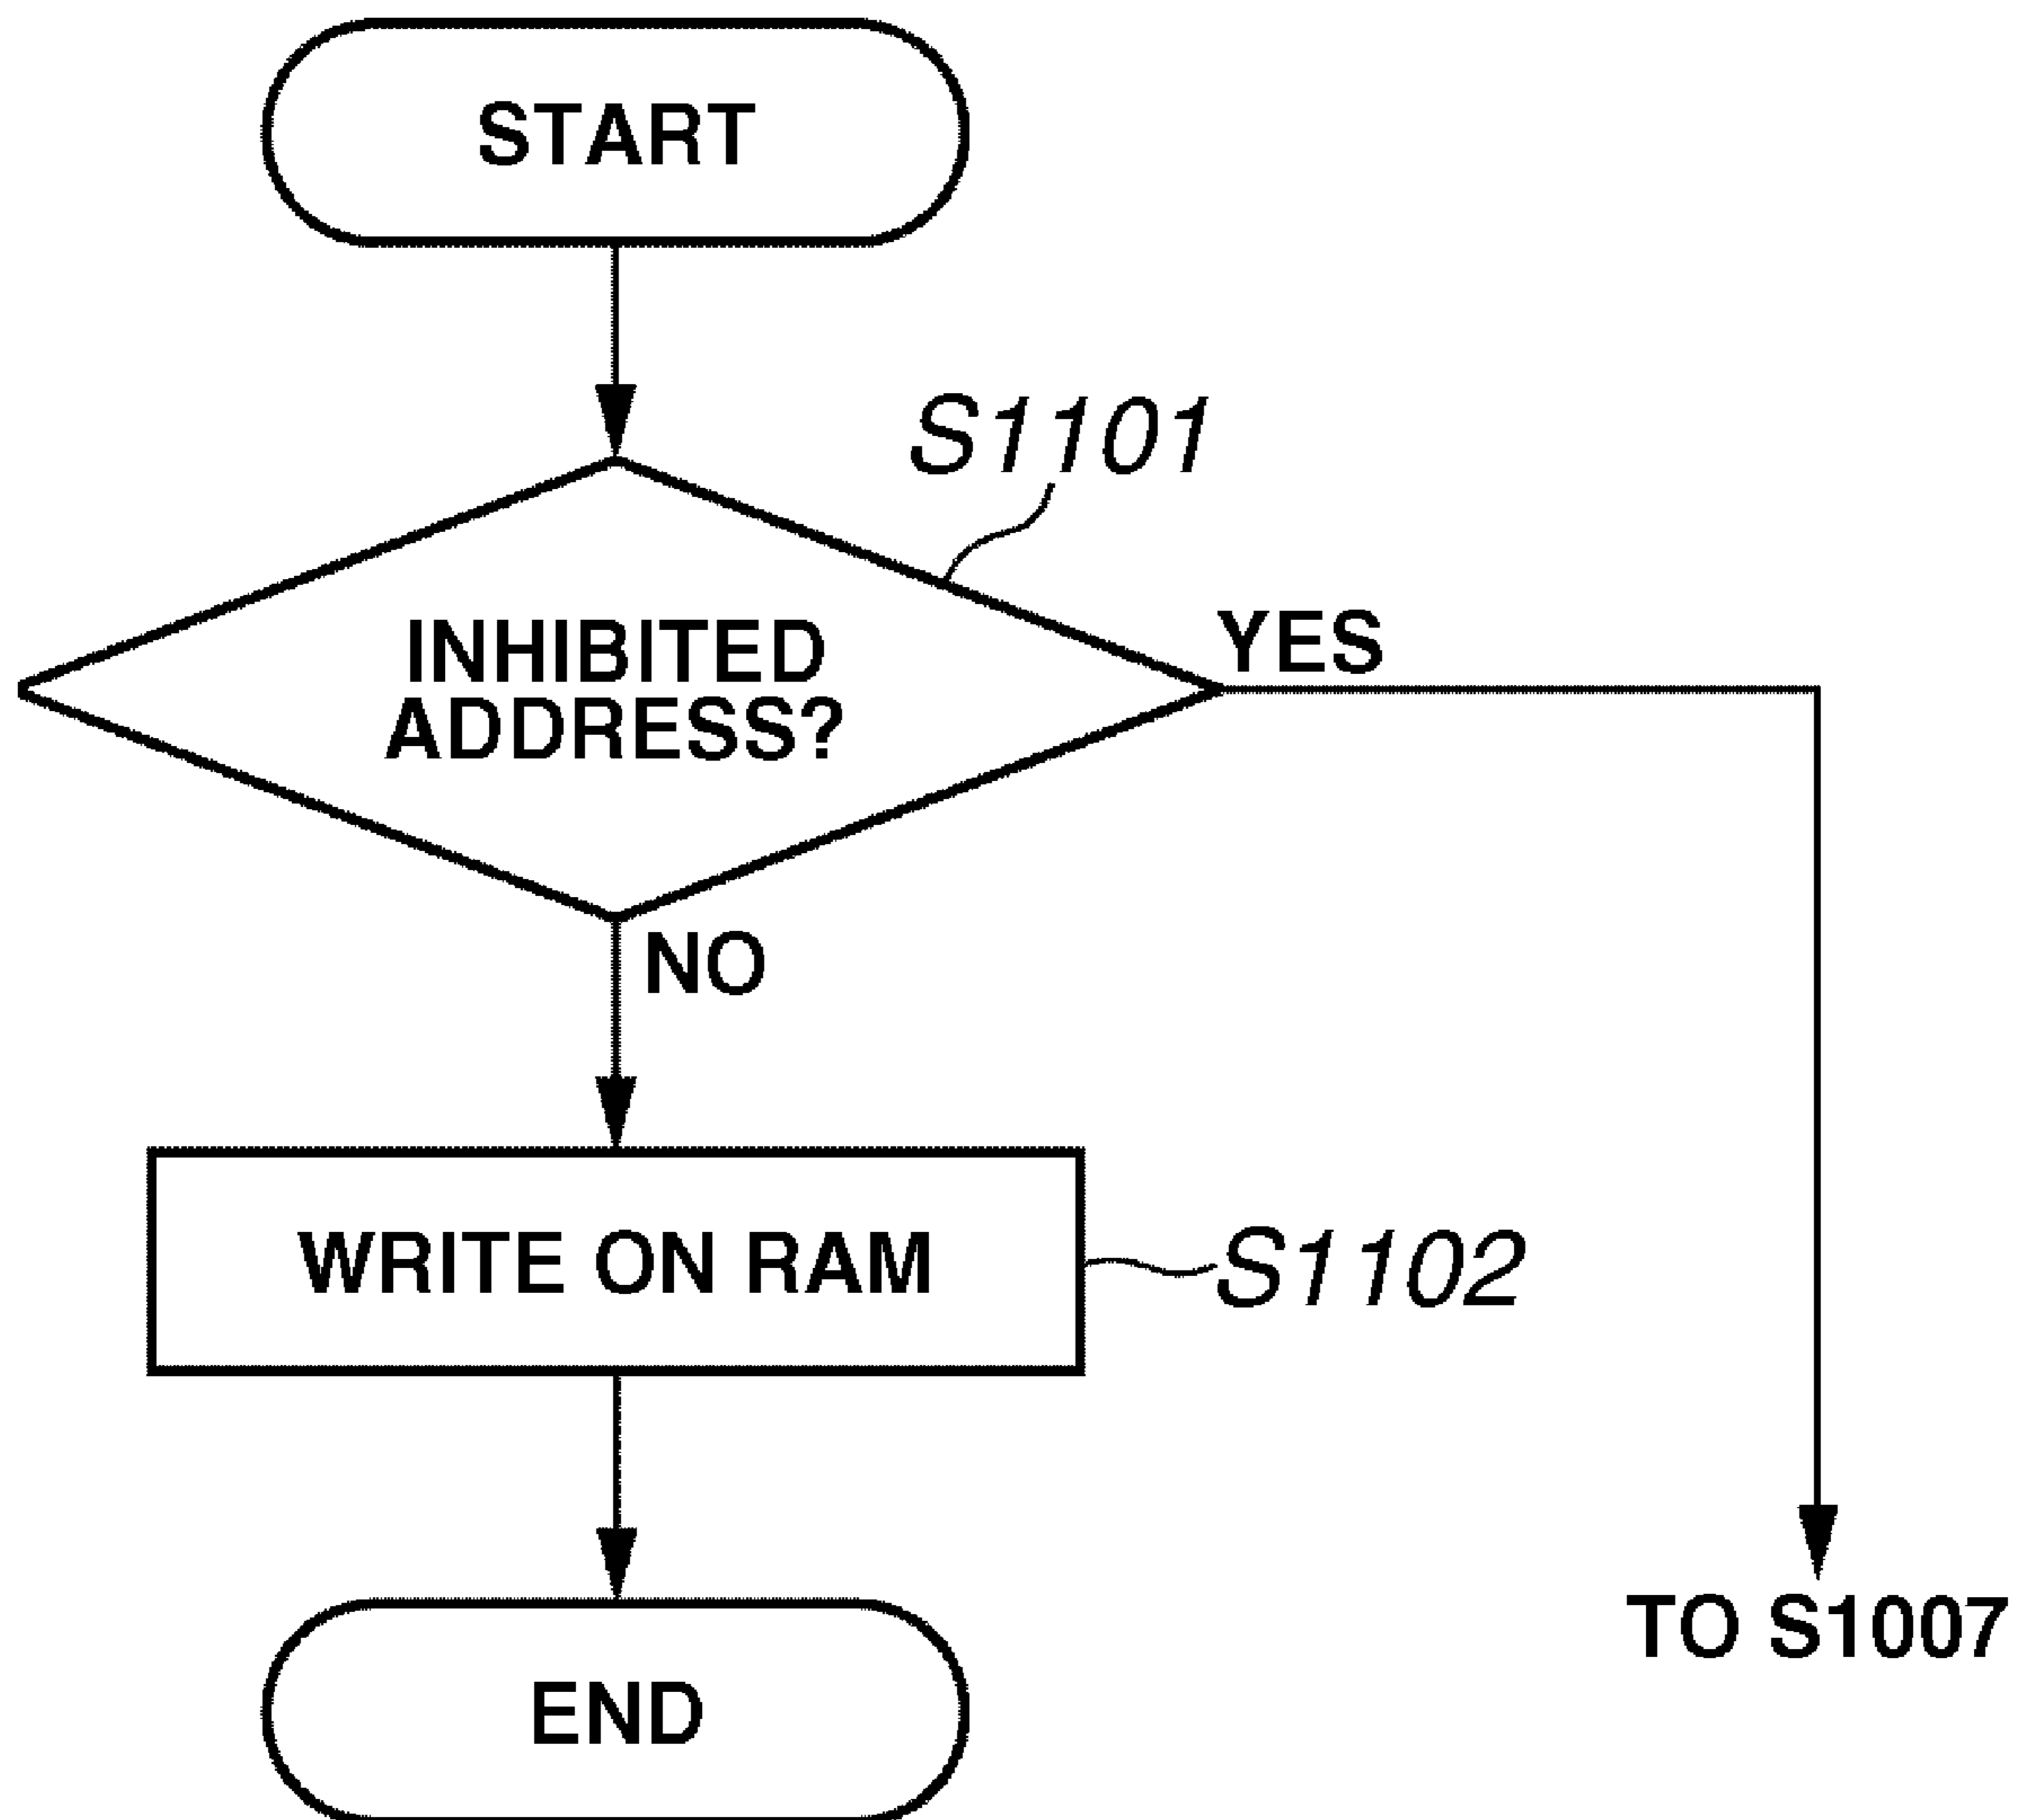 START
S1101
INHIBITED
ADDRESS?
YES
NO
WRITE ON RAM
S1102
TO S1007
END